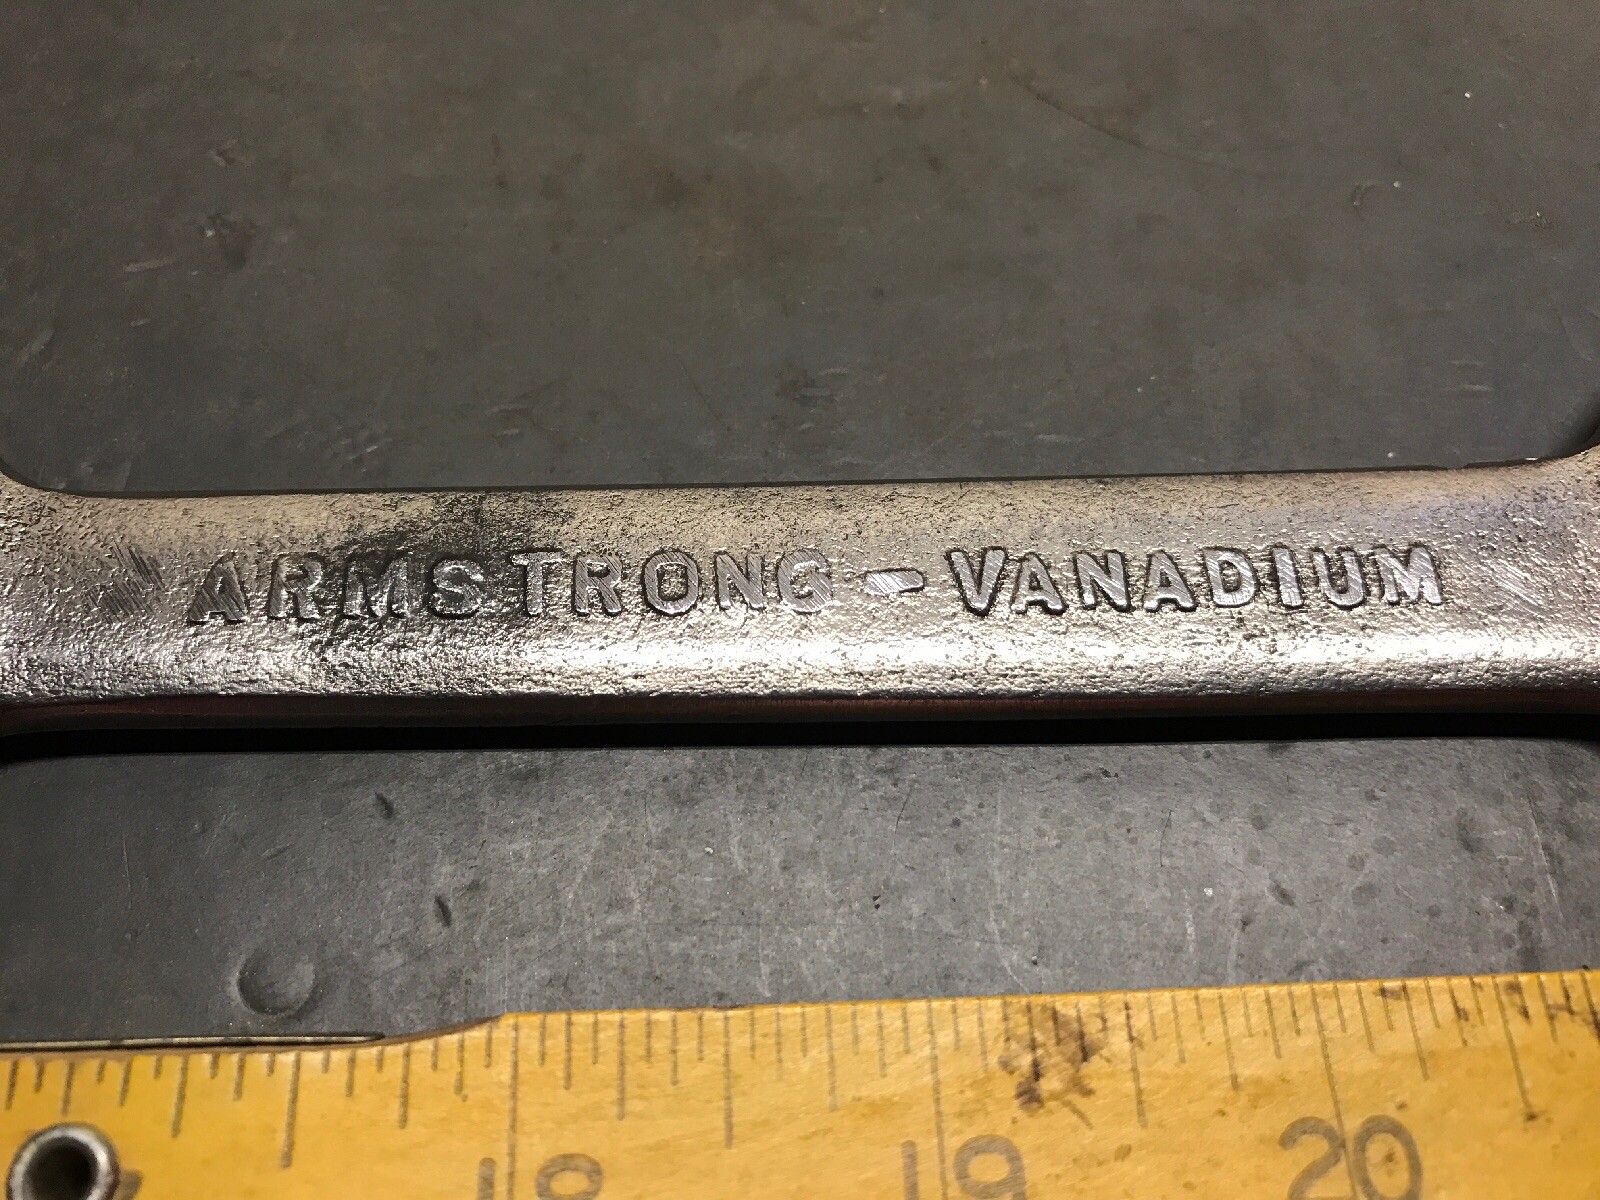 ARMSTRONG - VANADIUM
18 19 20